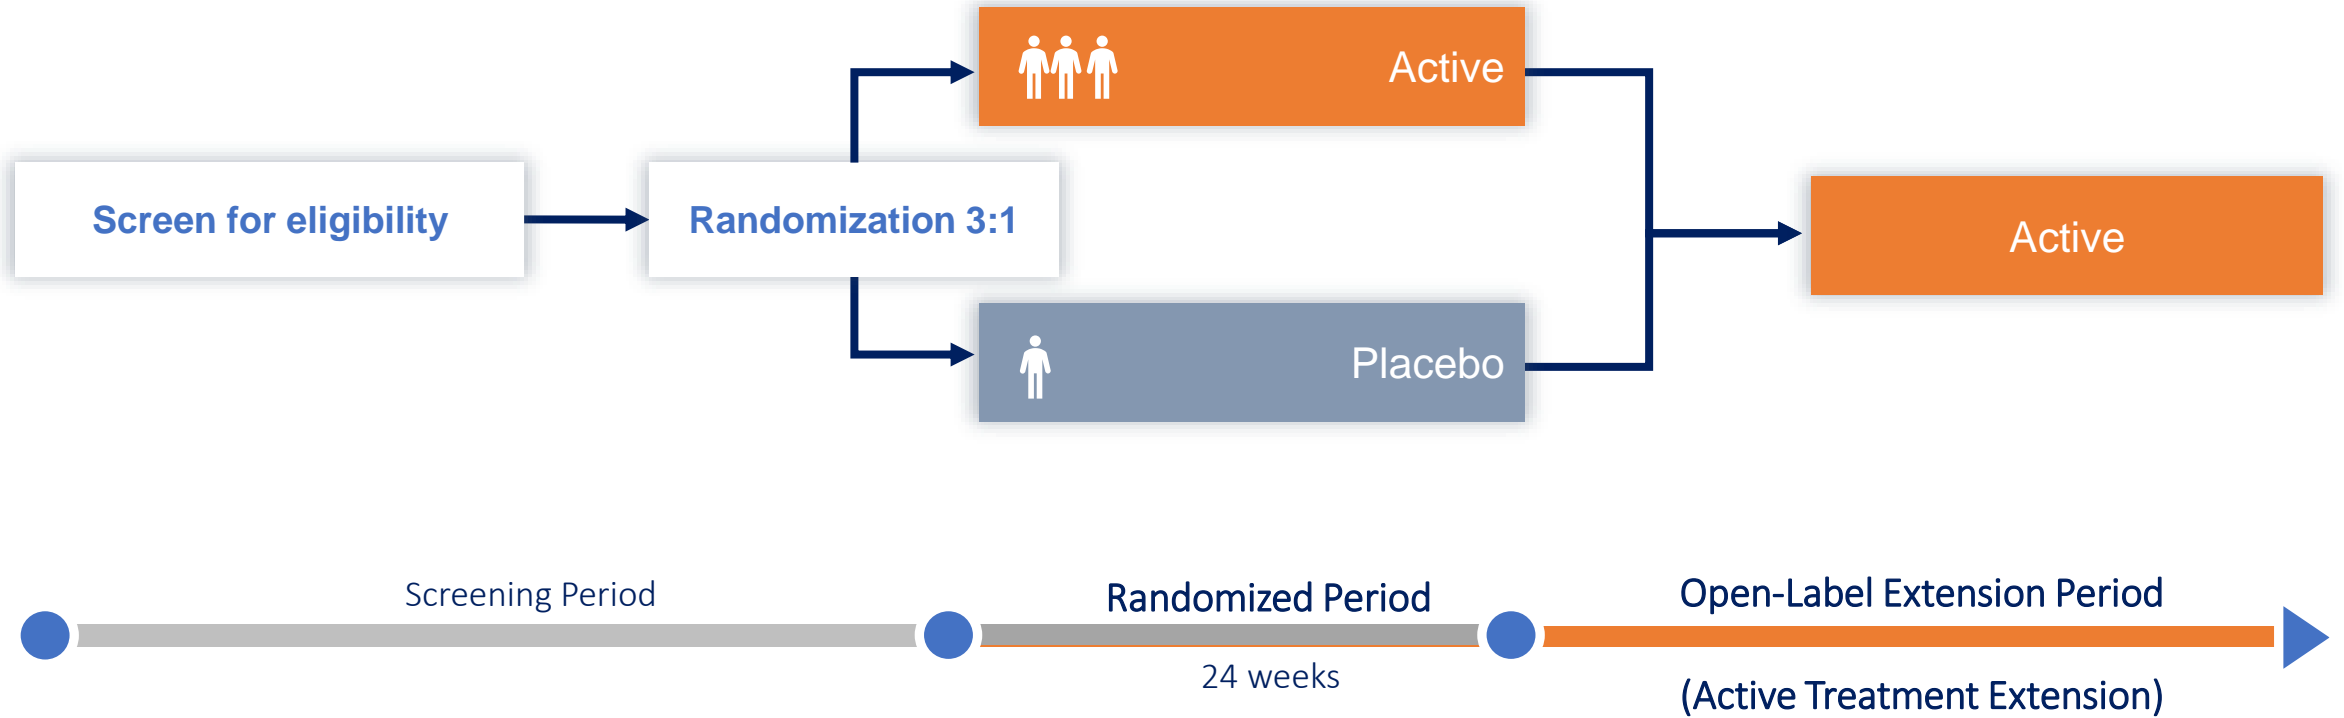 Active
Screen for eligibility
Randomization 3:1
Active
Placebo
Screening Period
Randomized Period
24 weeks
Open-Label Extension Period
(Active Treatment Extension)